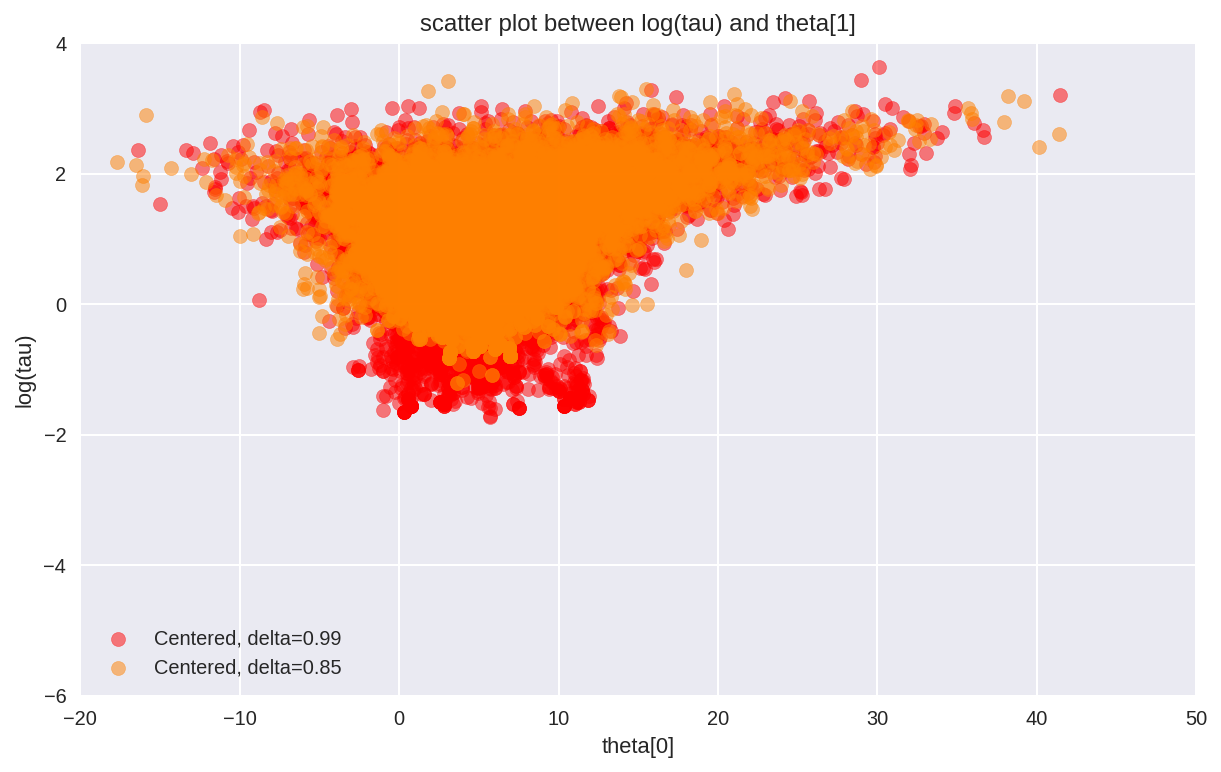 scatter plot between log(tau) and theta[1]
4
2
0
−2
−4
−6
log(tau)
Centered, delta=0.99
Centered, delta=0.85
−20 −10 0 10 20 30 40 50
theta[0]